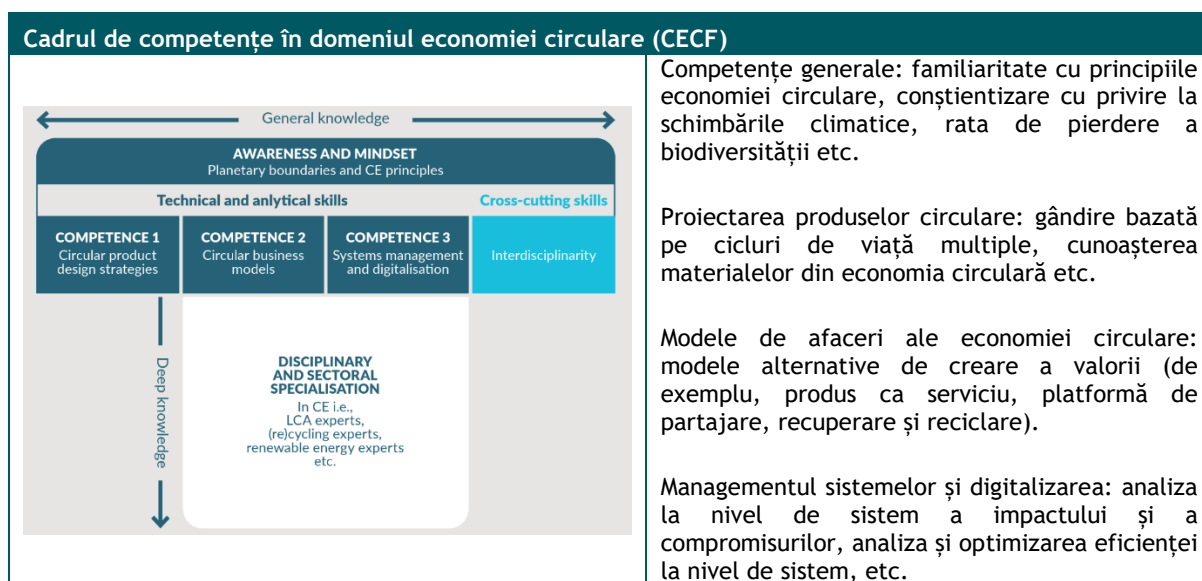 Cadrul de competențe în domeniul economiei circulare (CECF)
General knowledge
AWARENESS AND MINDSET
Planetary boundaries and CE principles
Technical and anlytical skills
Cross-cutting skills
COMPETENCE 1
Circular product
design strategies
COMPETENCE 2
Circular business
models
COMPETENCE 3
Systems management
and digitalisation
Interdisciplinarity
Deep knowledge
DISCIPLINARY
AND SECTORAL
SPECIALISATION
In CE i.e.,
LCA experts,
(re)cycling experts,
renewable energy experts
etc.
Competențe generale: familiaritate cu principiile
economiei circulare, conștientizare cu privire la
schimbările climatice, rata de pierdere a
biodiversității etc.
Proiectarea produselor circulare: gândire bazată
pe cicluri de viață multiple, cunoașterea
materialelor din economia circulară etc.
Modele de afaceri ale economiei circulare:
modele alternative de creare a valorii (de
exemplu, produs ca serviciu, platformă de
partajare, recuperare și reciclare).
Managementul sistemelor și digitalizarea: analiza
la nivel de sistem a impactului și a
compromisurilor, analiza și optimizarea eficienței
la nivel de sistem, etc.